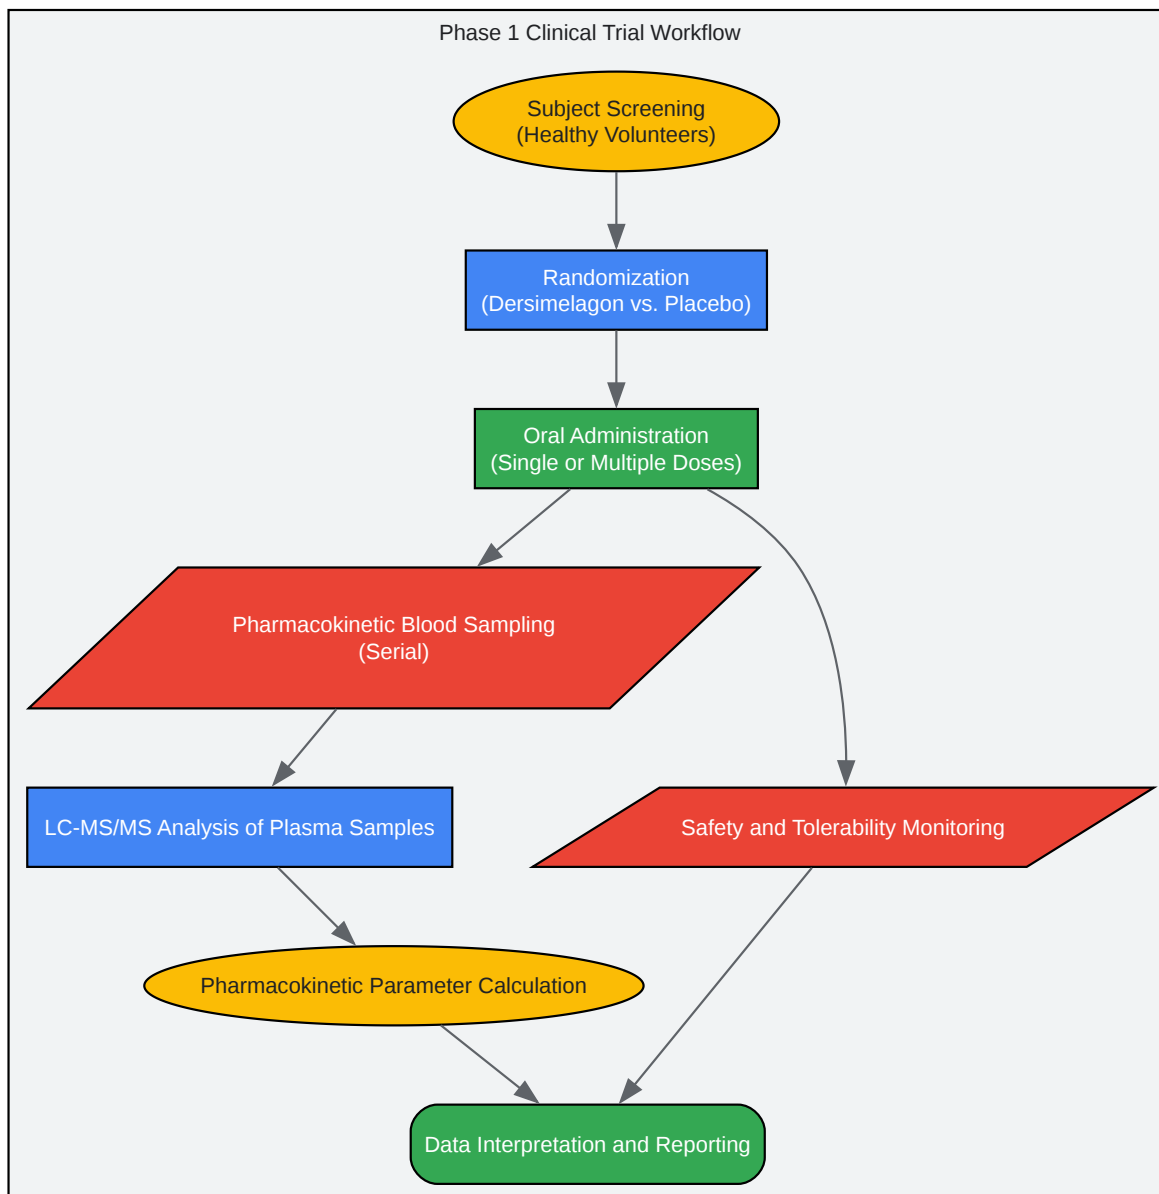 Phase 1 Clinical Trial Workflow
Subject Screening
(Healthy Volunteers)
Randomization
(Dersimelagon vs. Placebo)
Oral Administration
(Single or Multiple Doses)
Pharmacokinetic Blood Sampling
(Serial)
LC-MS/MS Analysis of Plasma Samples
Safety and Tolerability Monitoring
Pharmacokinetic Parameter Calculation
Data Interpretation and Reporting